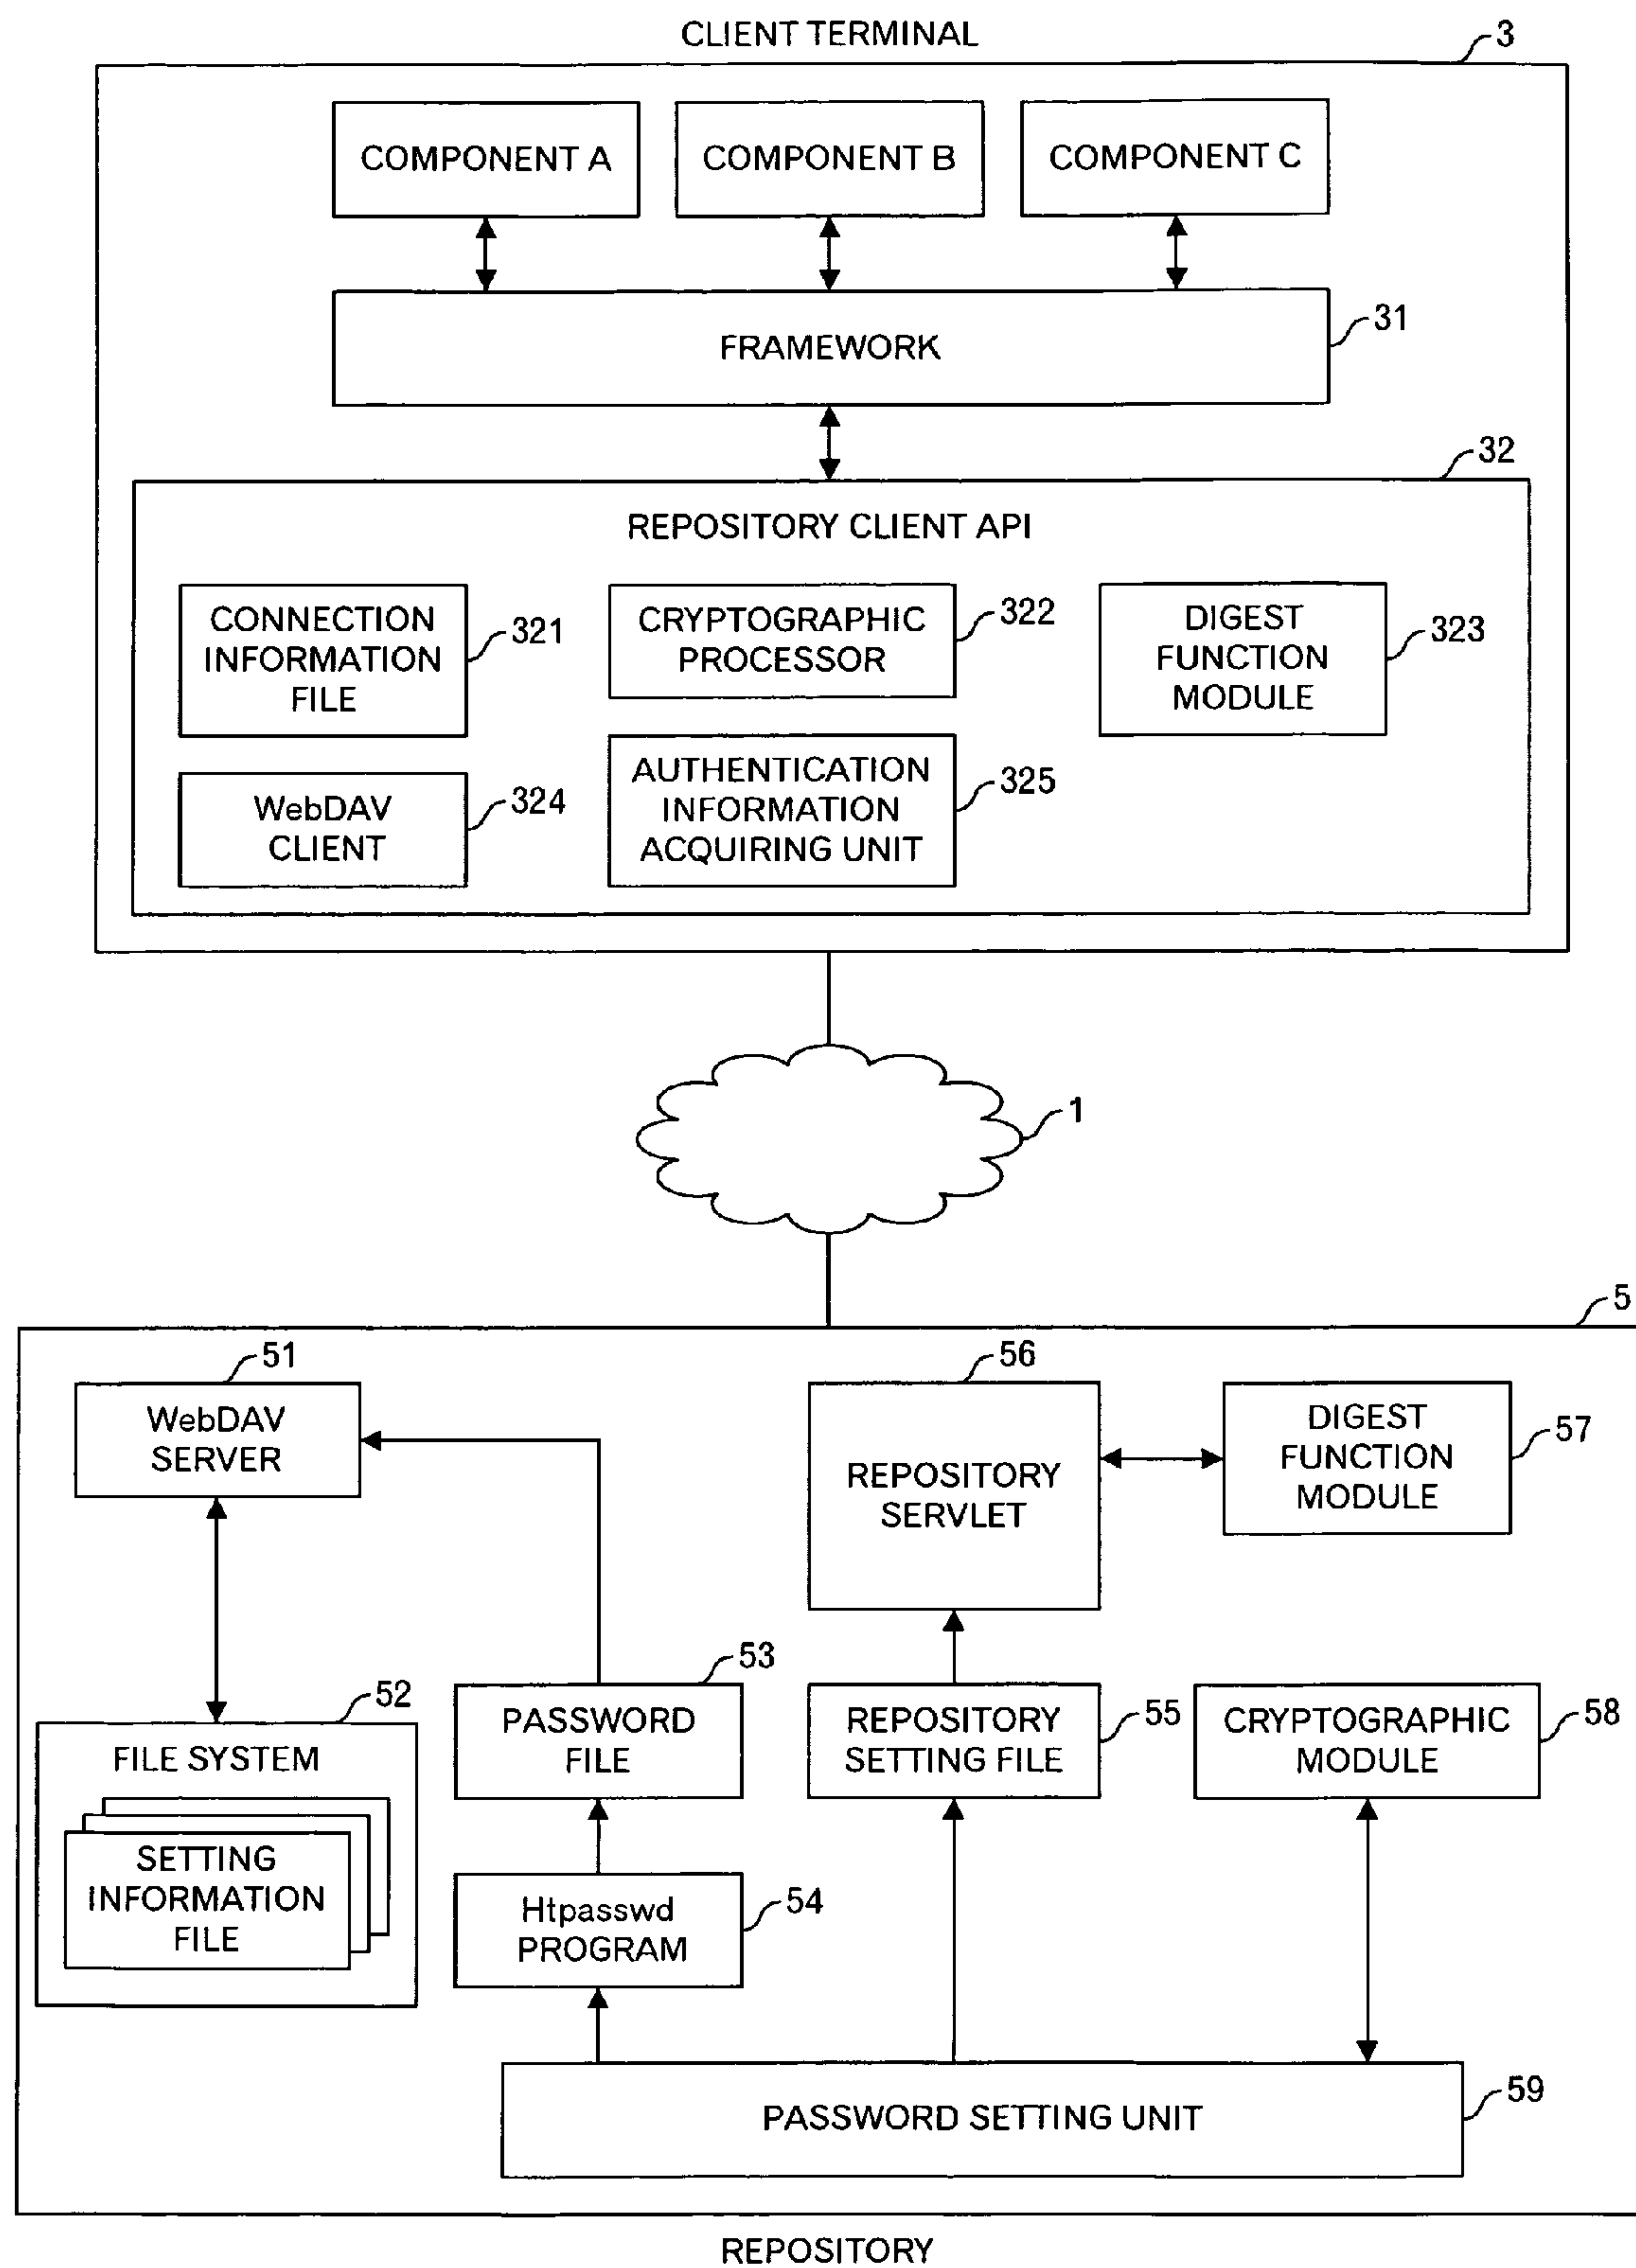 CLIENT TERMINAL
3
COMPONENT A
COMPONENT B
COMPONENT C
FRAMEWORK
31
32
REPOSITORY CLIENT API
CONNECTION
INFORMATION
FILE
321
CRYPTOGRAPHIC
PROCESSOR
322
DIGEST
FUNCTION
MODULE
323
WebDAV
CLIENT
324
AUTHENTICATION
INFORMATION
ACQUIRING UNIT
325
1
5
51
WebDAV
SERVER
56
REPOSITORY
SERVLET
DIGEST
FUNCTION
MODULE
57
52
FILE SYSTEM
SETTING
INFORMATION
FILE
53
PASSWORD
FILE
REPOSITORY
SETTING FILE
55
CRYPTOGRAPHIC
MODULE
58
Htpasswd
PROGRAM
54
PASSWORD SETTING UNIT
59
REPOSITORY